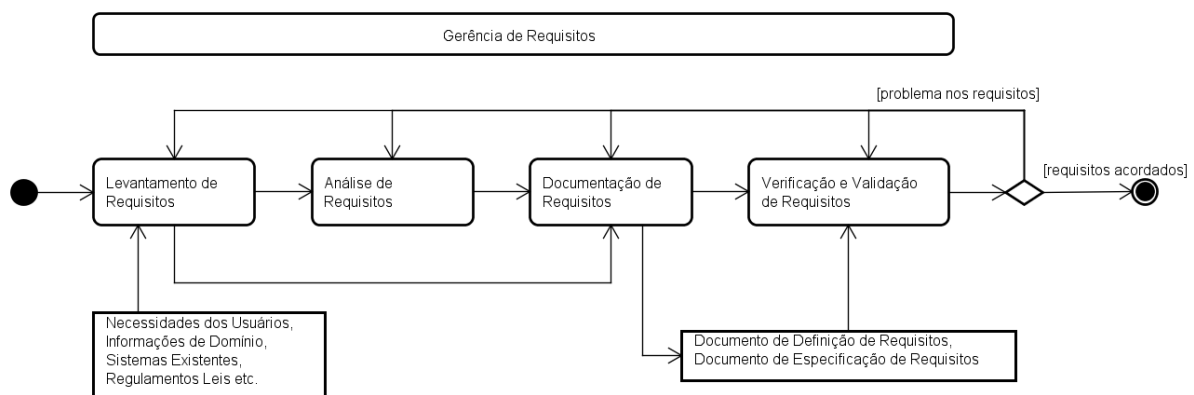 Gerência de Requisitos
[problema nos requisitos]
Levantamento de
Requisitos
Análise de
Requisitos
Documentação de
Requisitos
Verificação e Validação
de Requisitos
[requisitos acordados]
Necessidades dos Usuários,
Informações de Domínio,
Sistemas Existentes,
Regulamentos Leis etc.
Documento de Definição de Requisitos,
Documento de Especificação de Requisitos